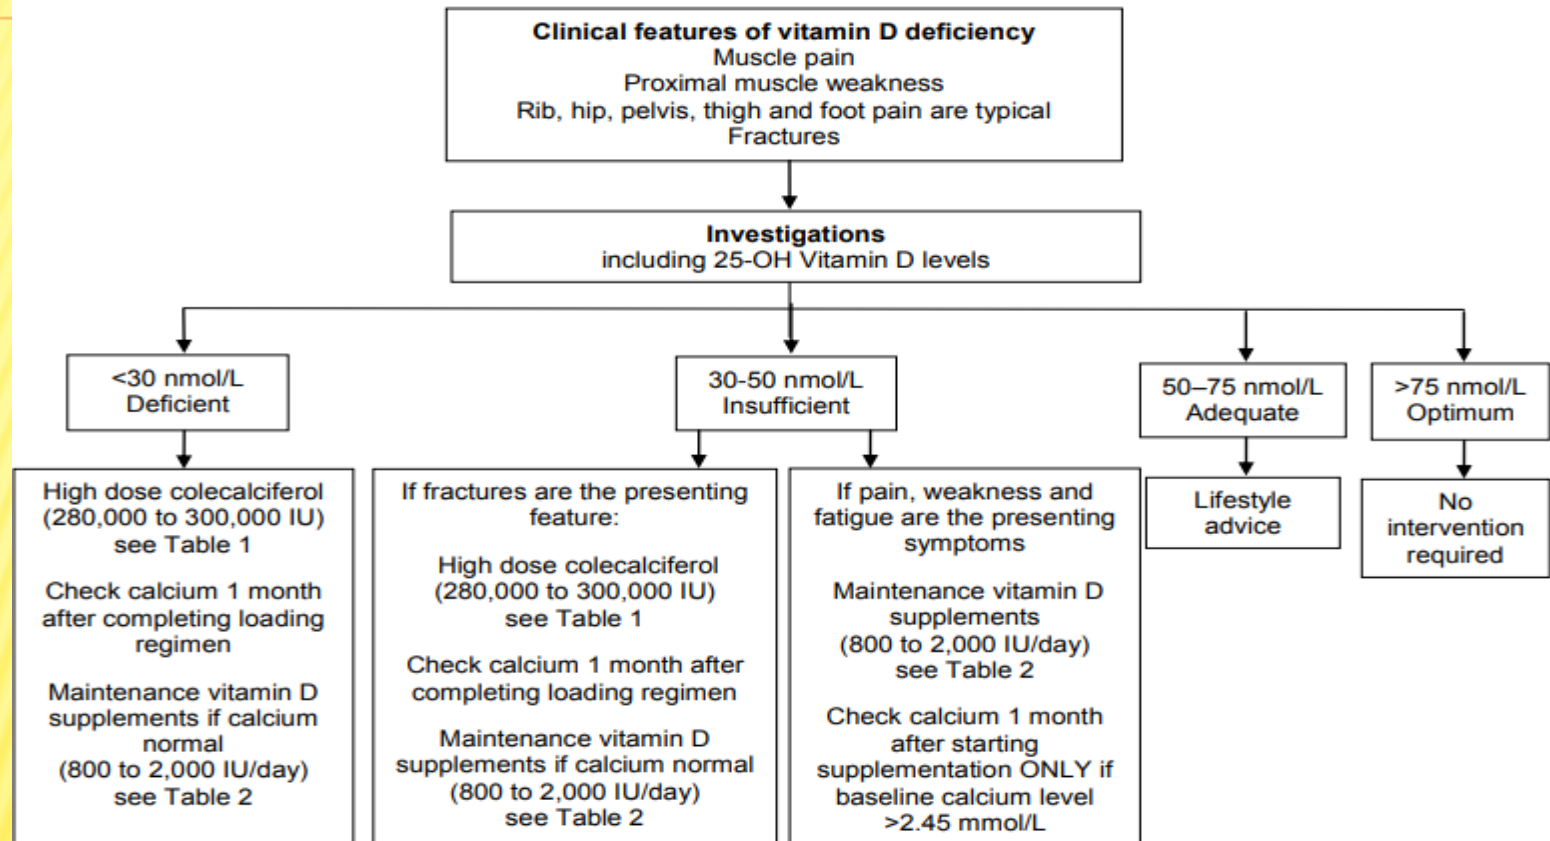 Clinical features of vitamin D deficiency
Muscle pain
Proximal muscle weakness
Rib, hip, pelvis, thigh and foot pain are typical
Fractures
Investigations
including 25-OH Vitamin D levels
<30 nmol/L
Deficient
30-50 nmol/L
Insufficient
50–75 nmol/L
Adequate
>75 nmol/L
Optimum
High dose colecalciferol
(280,000 to 300,000 IU)
see Table 1
Check calcium 1 month
after completing loading
regimen
Maintenance vitamin D
supplements if calcium
normal
(800 to 2,000 IU/day)
see Table 2
If fractures are the presenting
feature:
High dose colecalciferol
(280,000 to 300,000 IU)
see Table 1
Check calcium 1 month after
completing loading regimen
Maintenance vitamin D
supplements if calcium normal
(800 to 2,000 IU/day)
see Table 2
If pain, weakness and
fatigue are the presenting
symptoms
Maintenance vitamin D
supplements
(800 to 2,000 IU/day)
see Table 2
Check calcium 1 month
after starting
supplementation ONLY if
baseline calcium level
>2.45 mmol/L
Lifestyle
advice
No
intervention
required